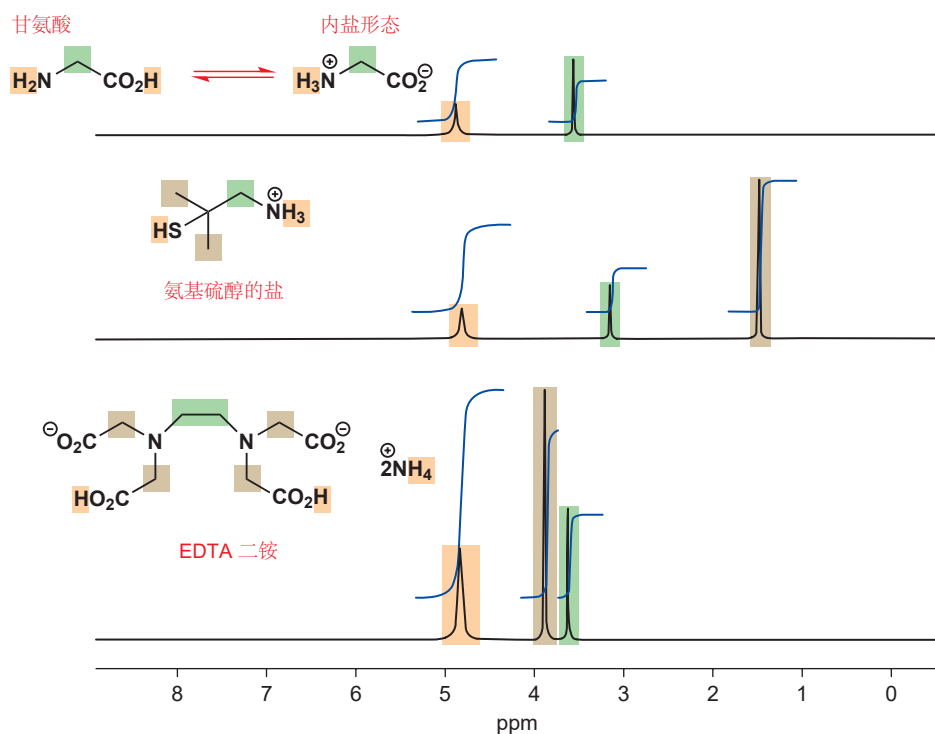 甘氨酸 内盐形态
H₂N CO₂H H₃N⊕ CO₂⊖
HS NH₃⊕
氨基硫醇的盐
⊖O₂C N N CO₂⊖
HO₂C CO₂H 2NH₄⊕
EDTA 二铵
8 7 6 5 4 3 2 1 0
ppm